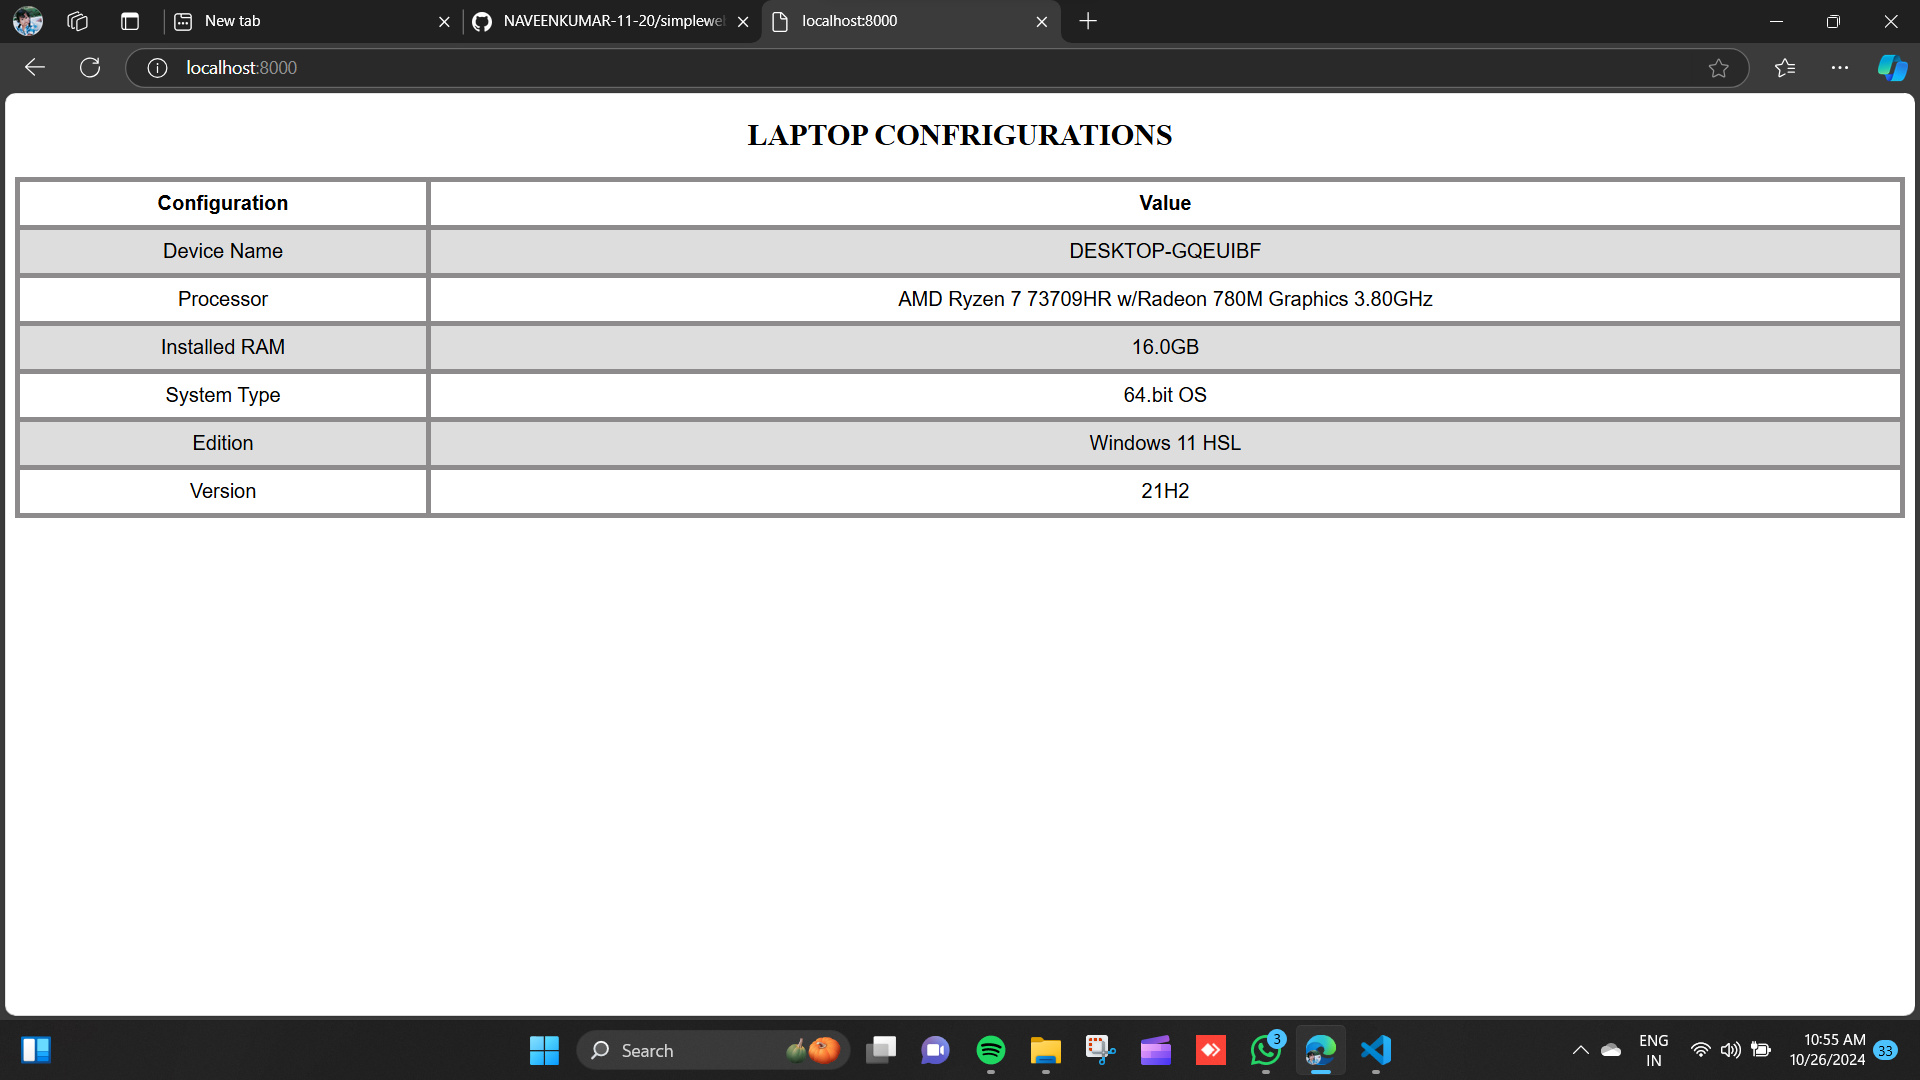 New tab
NAVEENKUMAR-11-20/simplewe
localhost:8000
localhost:8000
LAPTOP CONFRIGURATIONS
Configuration Value
Device Name DESKTOP-GQEUIBF
Processor AMD Ryzen 7 73709HR w/Radeon 780M Graphics 3.80GHz
Installed RAM 16.0GB
System Type 64.bit OS
Edition Windows 11 HSL
Version 21H2
Search
3
ENG
IN
10:55 AM
10/26/2024
33